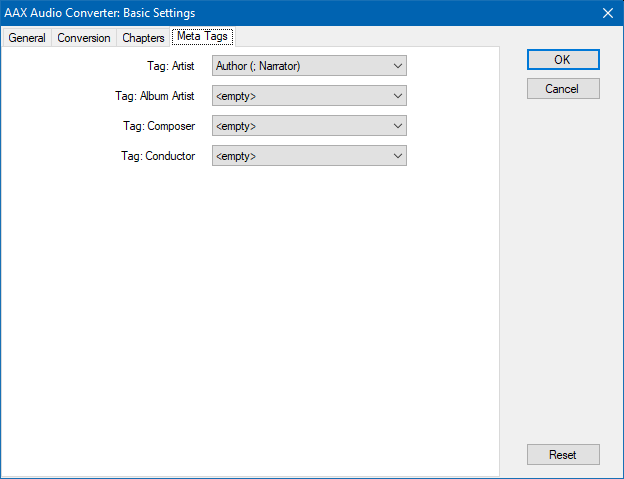 AAX Audio Converter: Basic Settings
General Conversion Chapters Meta Tags
Tag: Artist Author (; Narrator)
Tag: Album Artist <empty>
Tag: Composer <empty>
Tag: Conductor <empty>
OK
Cancel
Reset